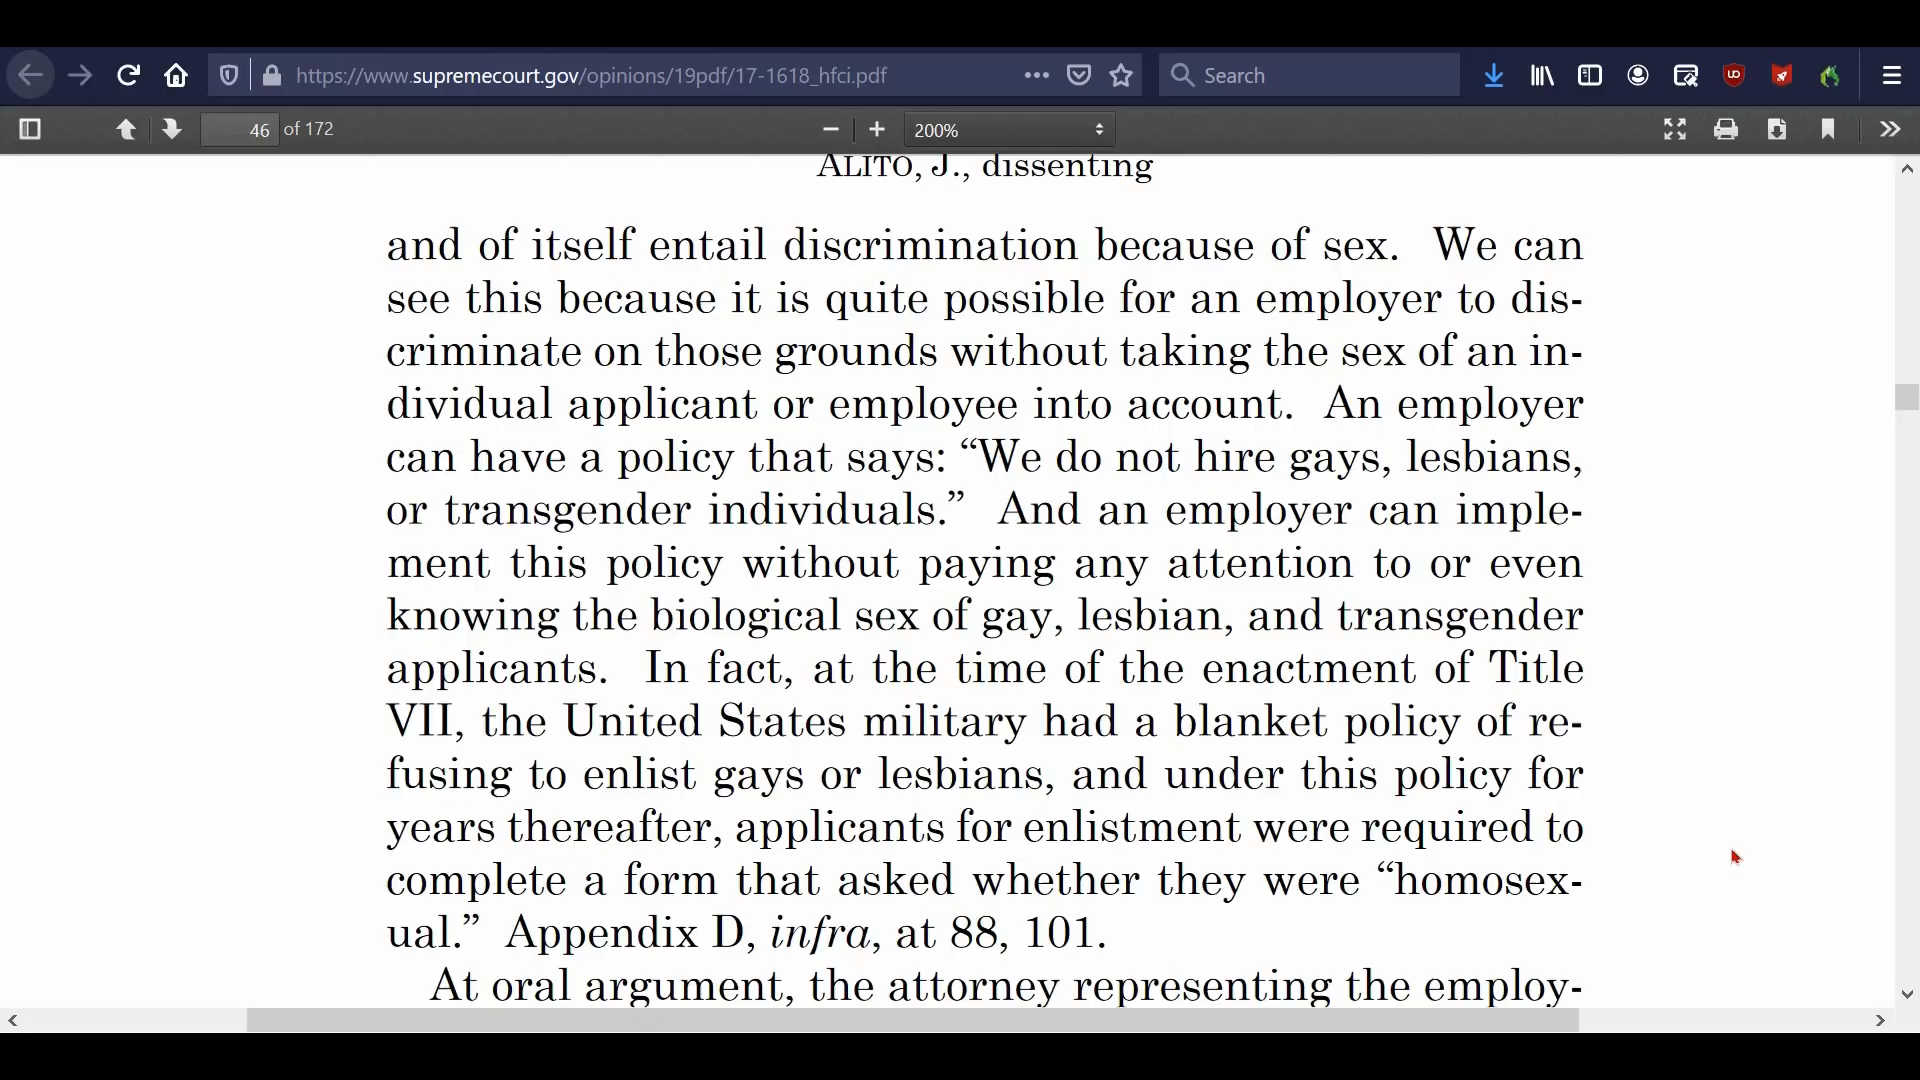 https://www.supremecourt.gov/opinions/19pdf/17-1618_hfci.pdf
Search
46 of 172
200%
ALITO, J., dissenting
and of itself entail discrimination because of sex. We can
see this because it is quite possible for an employer to dis-
criminate on those grounds without taking the sex of an in-
dividual applicant or employee into account. An employer
can have a policy that says: “We do not hire gays, lesbians,
or transgender individuals.” And an employer can imple-
ment this policy without paying any attention to or even
knowing the biological sex of gay, lesbian, and transgender
applicants. In fact, at the time of the enactment of Title
VII, the United States military had a blanket policy of re-
fusing to enlist gays or lesbians, and under this policy for
years thereafter, applicants for enlistment were required to
complete a form that asked whether they were “homosex-
ual.” Appendix D, infra, at 88, 101.
At oral argument, the attorney representing the employ-